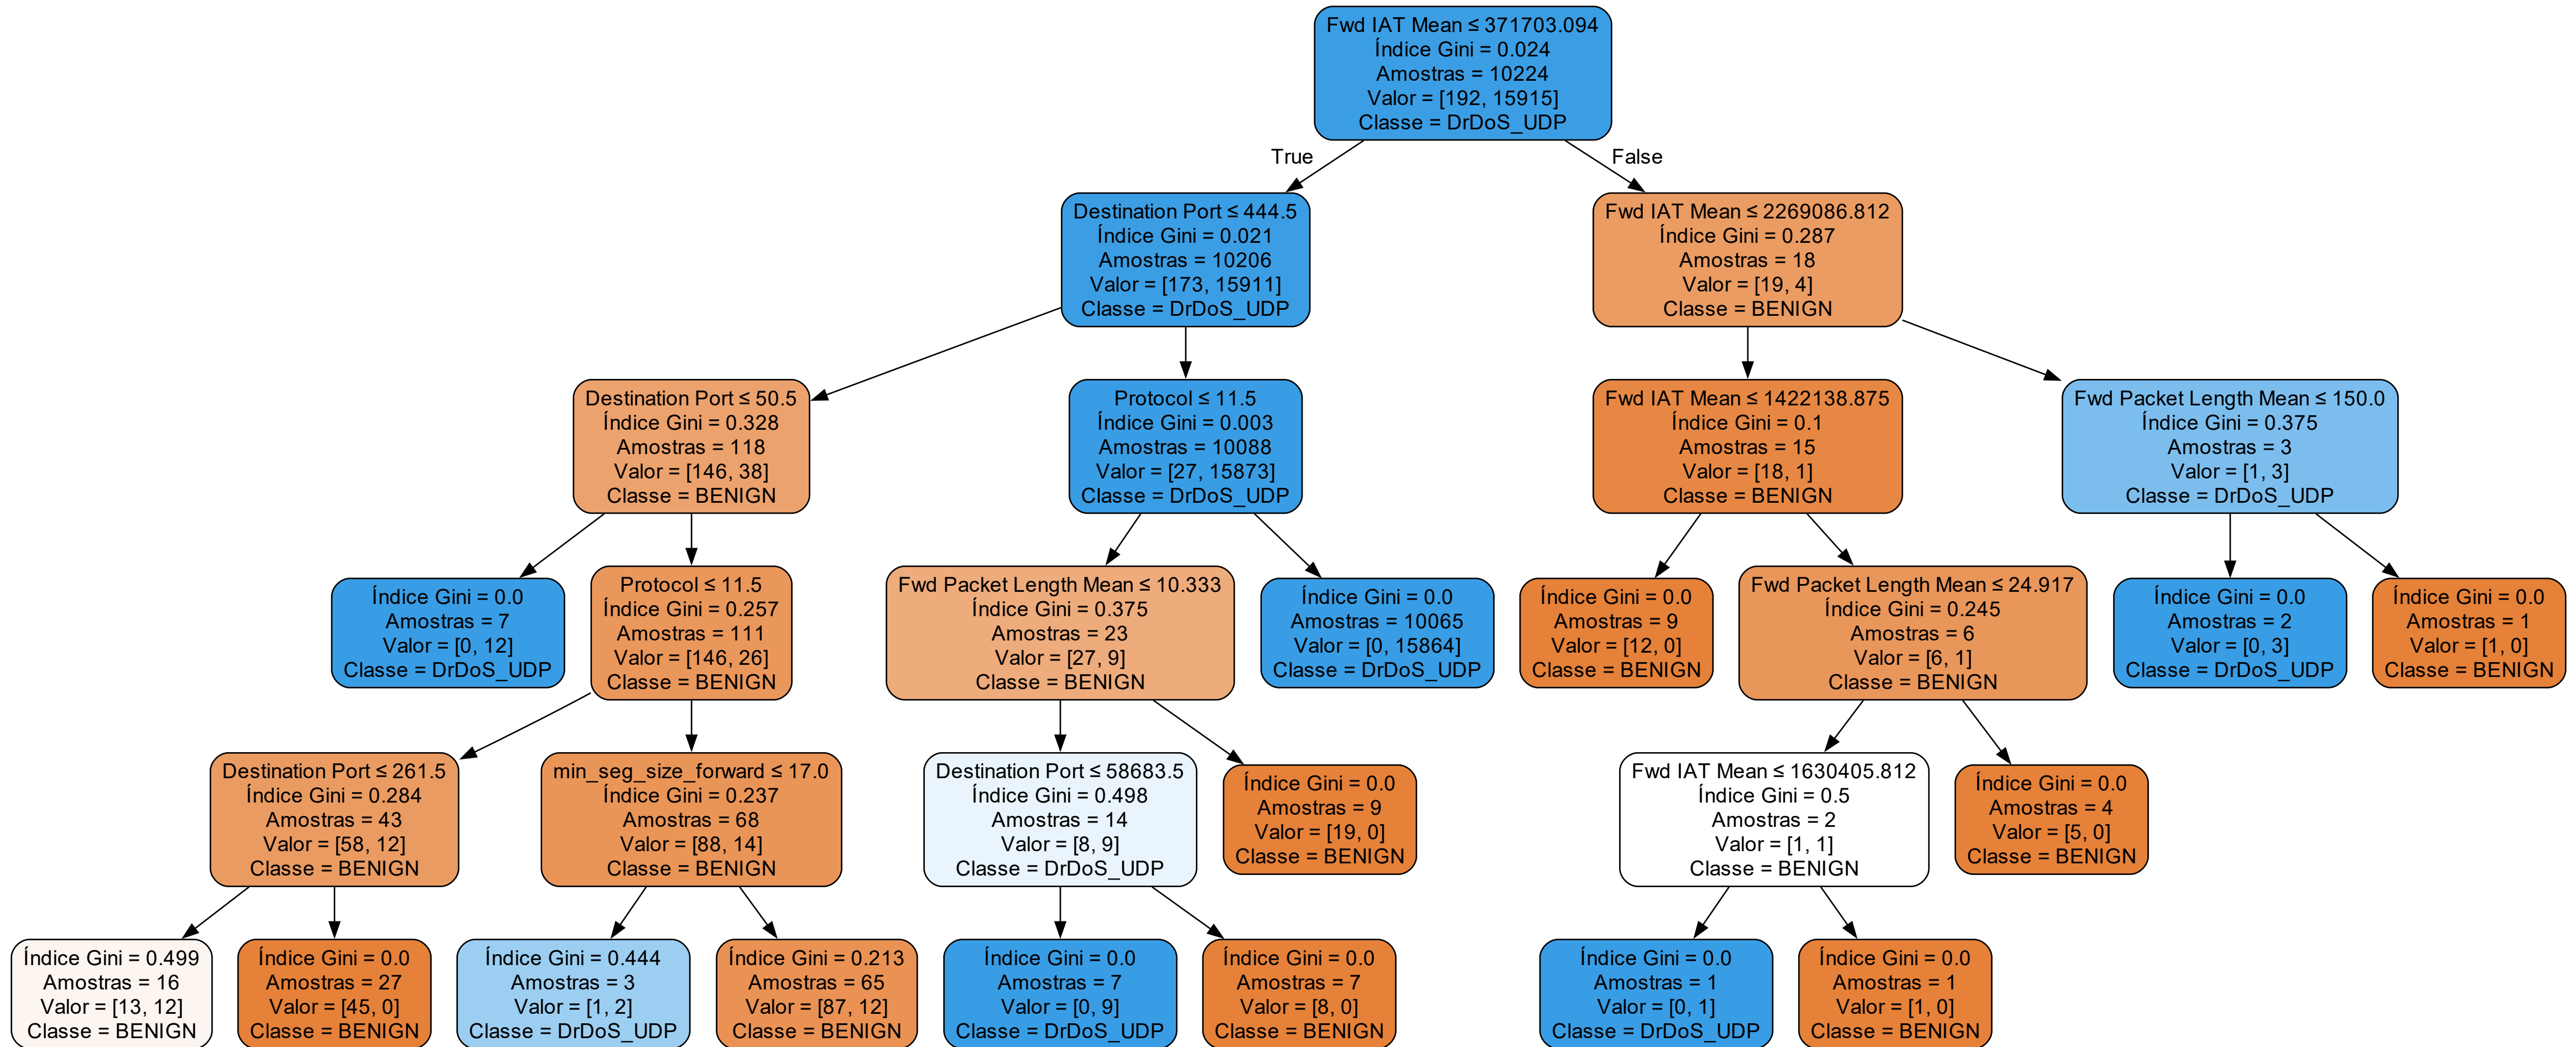 Fwd IAT Mean ≤ 371703.094
Índice Gini = 0.024
Amostras = 10224
Valor = [192, 15915]
Classe = DrDoS_UDP
True
False
Destination Port ≤ 444.5
Índice Gini = 0.021
Amostras = 10206
Valor = [173, 15911]
Classe = DrDoS_UDP
Fwd IAT Mean ≤ 2269086.812
Índice Gini = 0.287
Amostras = 18
Valor = [19, 4]
Classe = BENIGN
Destination Port ≤ 50.5
Índice Gini = 0.328
Amostras = 118
Valor = [146, 38]
Classe = BENIGN
Protocol ≤ 11.5
Índice Gini = 0.003
Amostras = 10088
Valor = [27, 15873]
Classe = DrDoS_UDP
Fwd IAT Mean ≤ 1422138.875
Índice Gini = 0.1
Amostras = 15
Valor = [18, 1]
Classe = BENIGN
Fwd Packet Length Mean ≤ 150.0
Índice Gini = 0.375
Amostras = 3
Valor = [1, 3]
Classe = DrDoS_UDP
Índice Gini = 0.0
Amostras = 7
Valor = [0, 12]
Classe = DrDoS_UDP
Protocol ≤ 11.5
Índice Gini = 0.257
Amostras = 111
Valor = [146, 26]
Classe = BENIGN
Fwd Packet Length Mean ≤ 10.333
Índice Gini = 0.375
Amostras = 23
Valor = [27, 9]
Classe = BENIGN
Índice Gini = 0.0
Amostras = 10065
Valor = [0, 15864]
Classe = DrDoS_UDP
Índice Gini = 0.0
Amostras = 9
Valor = [12, 0]
Classe = BENIGN
Fwd Packet Length Mean ≤ 24.917
Índice Gini = 0.245
Amostras = 6
Valor = [6, 1]
Classe = BENIGN
Índice Gini = 0.0
Amostras = 2
Valor = [0, 3]
Classe = DrDoS_UDP
Índice Gini = 0.0
Amostras = 1
Valor = [1, 0]
Classe = BENIGN
Destination Port ≤ 261.5
Índice Gini = 0.284
Amostras = 43
Valor = [58, 12]
Classe = BENIGN
min_seg_size_forward ≤ 17.0
Índice Gini = 0.237
Amostras = 68
Valor = [88, 14]
Classe = BENIGN
Destination Port ≤ 58683.5
Índice Gini = 0.498
Amostras = 14
Valor = [8, 9]
Classe = DrDoS_UDP
Índice Gini = 0.0
Amostras = 9
Valor = [19, 0]
Classe = BENIGN
Fwd IAT Mean ≤ 1630405.812
Índice Gini = 0.5
Amostras = 2
Valor = [1, 1]
Classe = BENIGN
Índice Gini = 0.0
Amostras = 4
Valor = [5, 0]
Classe = BENIGN
Índice Gini = 0.499
Amostras = 16
Valor = [13, 12]
Classe = BENIGN
Índice Gini = 0.0
Amostras = 27
Valor = [45, 0]
Classe = BENIGN
Índice Gini = 0.444
Amostras = 3
Valor = [1, 2]
Classe = DrDoS_UDP
Índice Gini = 0.213
Amostras = 65
Valor = [87, 12]
Classe = BENIGN
Índice Gini = 0.0
Amostras = 7
Valor = [0, 9]
Classe = DrDoS_UDP
Índice Gini = 0.0
Amostras = 7
Valor = [8, 0]
Classe = BENIGN
Índice Gini = 0.0
Amostras = 1
Valor = [0, 1]
Classe = DrDoS_UDP
Índice Gini = 0.0
Amostras = 1
Valor = [1, 0]
Classe = BENIGN